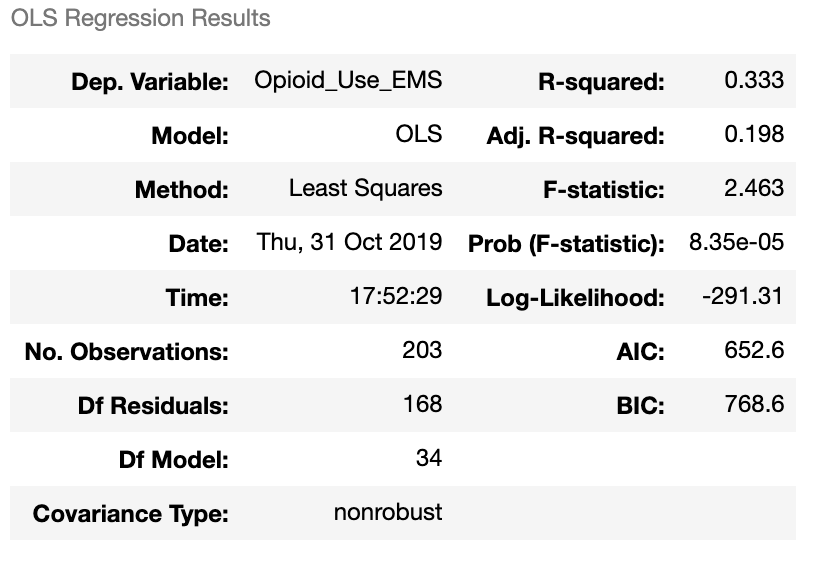 OLS Regression Results
Dep. Variable: Opioid_Use_EMS R-squared: 0.333
Model: OLS Adj. R-squared: 0.198
Method: Least Squares F-statistic: 2.463
Date: Thu, 31 Oct 2019 Prob (F-statistic): 8.35e-05
Time: 17:52:29 Log-Likelihood: -291.31
No. Observations: 203 AIC: 652.6
Df Residuals: 168 BIC: 768.6
Df Model: 34
Covariance Type: nonrobust